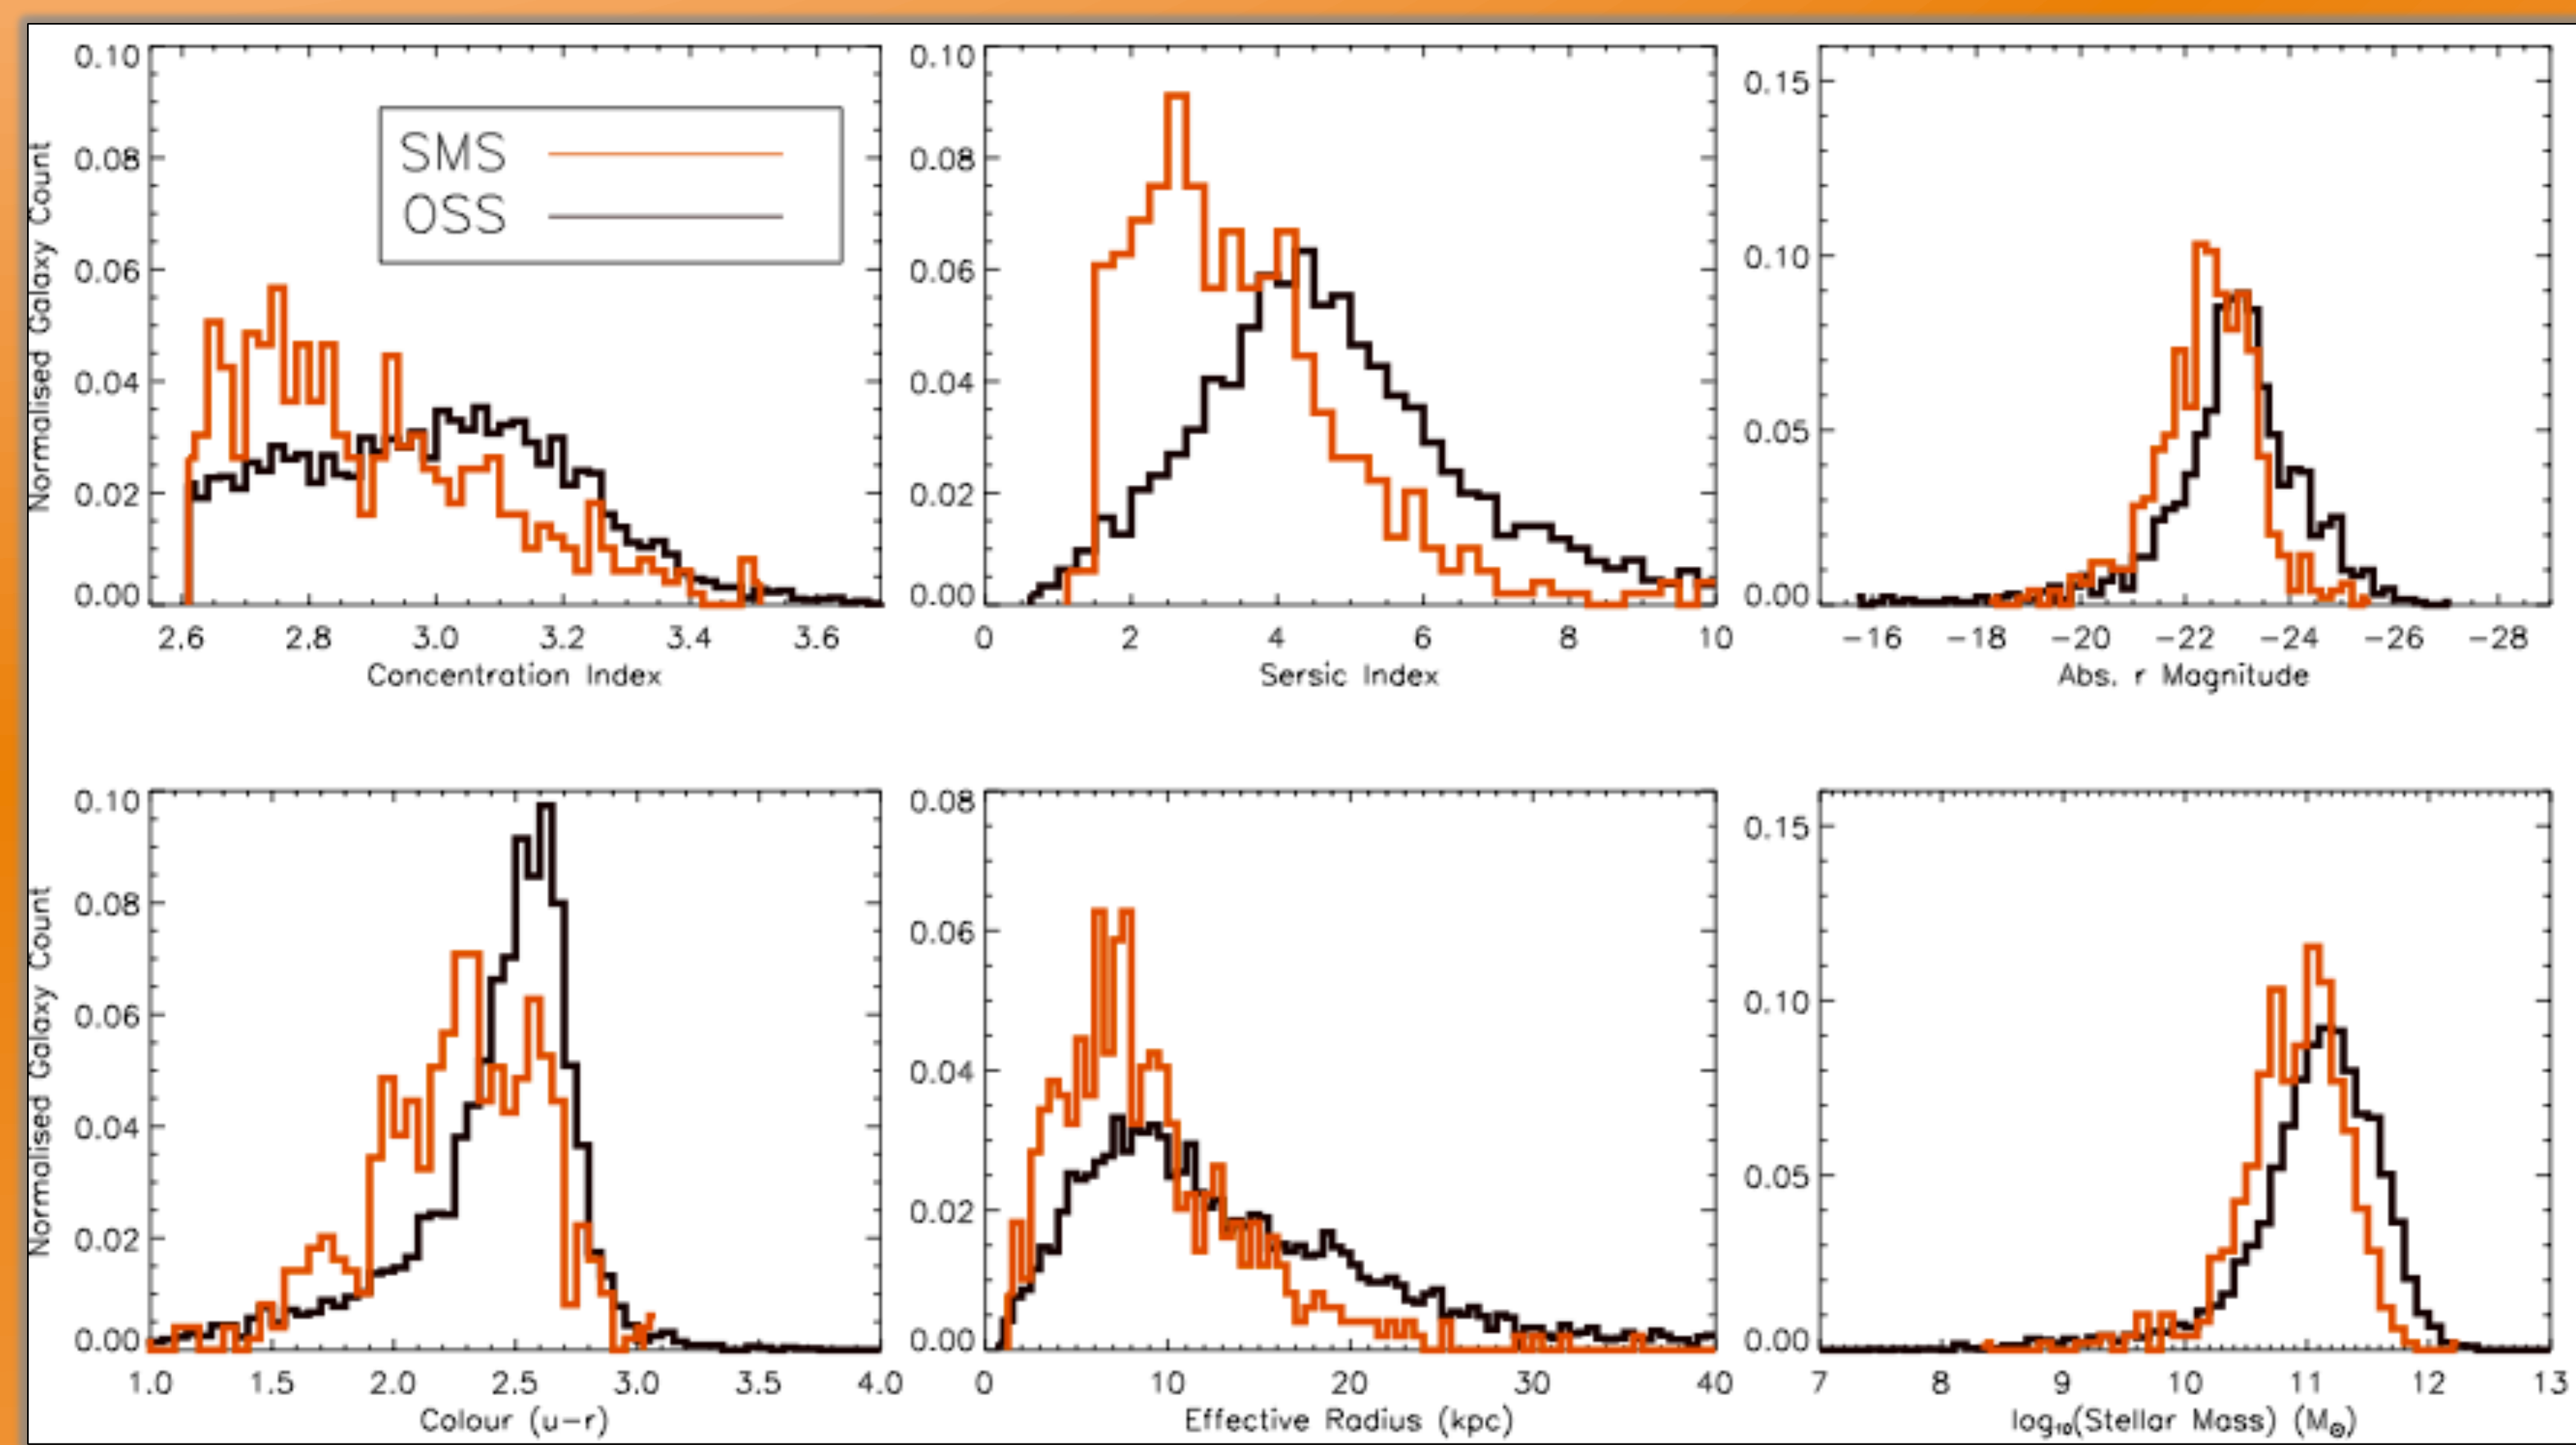 0.10
0.08
0.06
0.04
0.02
0.00
Normalised Galaxy Count
SMS
OSS
2.6 2.8 3.0 3.2 3.4 3.6
Concentration Index
0.10
0.08
0.06
0.04
0.02
0.00
0 2 4 6 8 10
Sersic Index
0.15
0.10
0.05
0.00
−16 −18 −20 −22 −24 −26 −28
Abs. r Magnitude
0.10
0.08
0.06
0.04
0.02
0.00
Normalised Galaxy Count
1.0 1.5 2.0 2.5 3.0 3.5 4.0
Colour (u−r)
0.08
0.06
0.04
0.02
0.00
0 10 20 30 40
Effective Radius (kpc)
0.15
0.10
0.05
0.00
7 8 9 10 11 12 13
log₁₀(Stellar Mass) (M⊙)